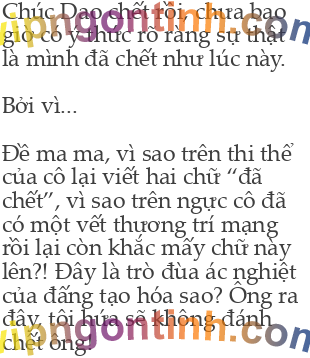 Chúc Dao chết rồi, chưa bao
giờ có ý thức rõ ràng sự thật
là mình đã chết như lúc này.
Bởi vì...
Đề ma ma, vì sao trên thi thể
của cô lại viết hai chữ “đã
chết”, vì sao trên ngực cô đã
có một vết thương trí mạng
rồi lại còn khắc mấy chữ này
lên?! Đây là trò đùa ác nghiệt
của đấng tạo hóa sao? Ông ra
đây, tôi hứa sẽ không đánh
chết ông!
vipngontinh.com
vipngontinh.com